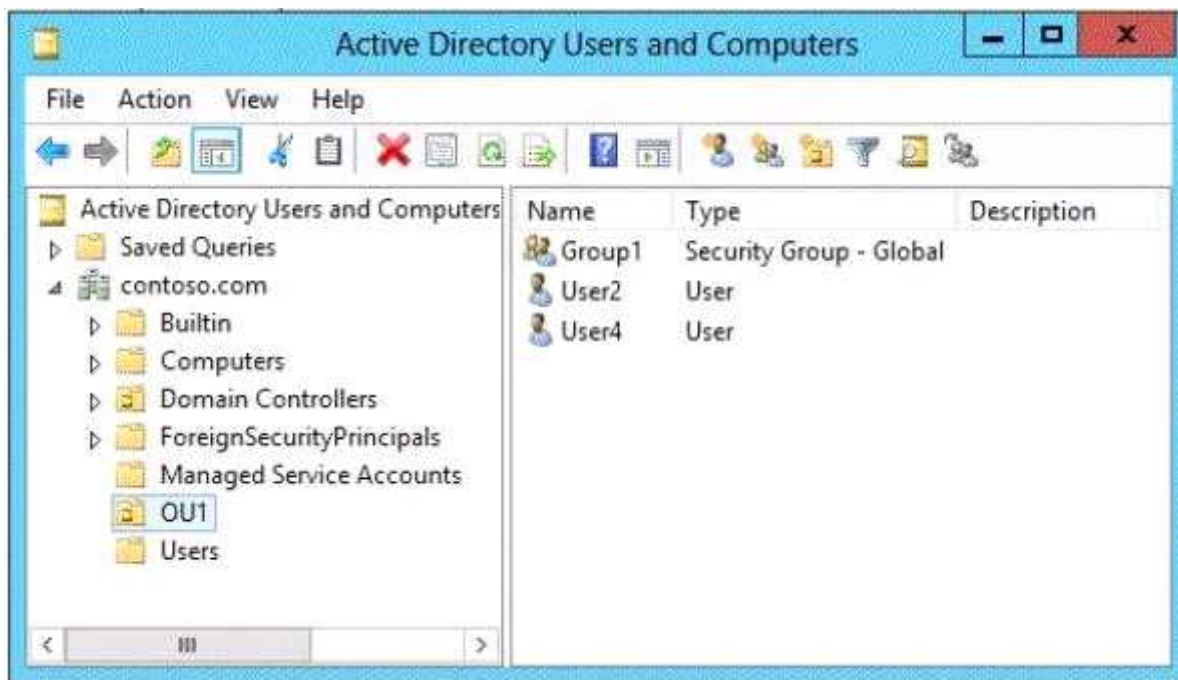 Active Directory Users and Computers
File Action View Help
Active Directory Users and Computers
Saved Queries
contoso.com
Builtin
Computers
Domain Controllers
ForeignSecurityPrincipals
Managed Service Accounts
OU1
Users
Name Type Description
Group1 Security Group - Global
User2 User
User4 User